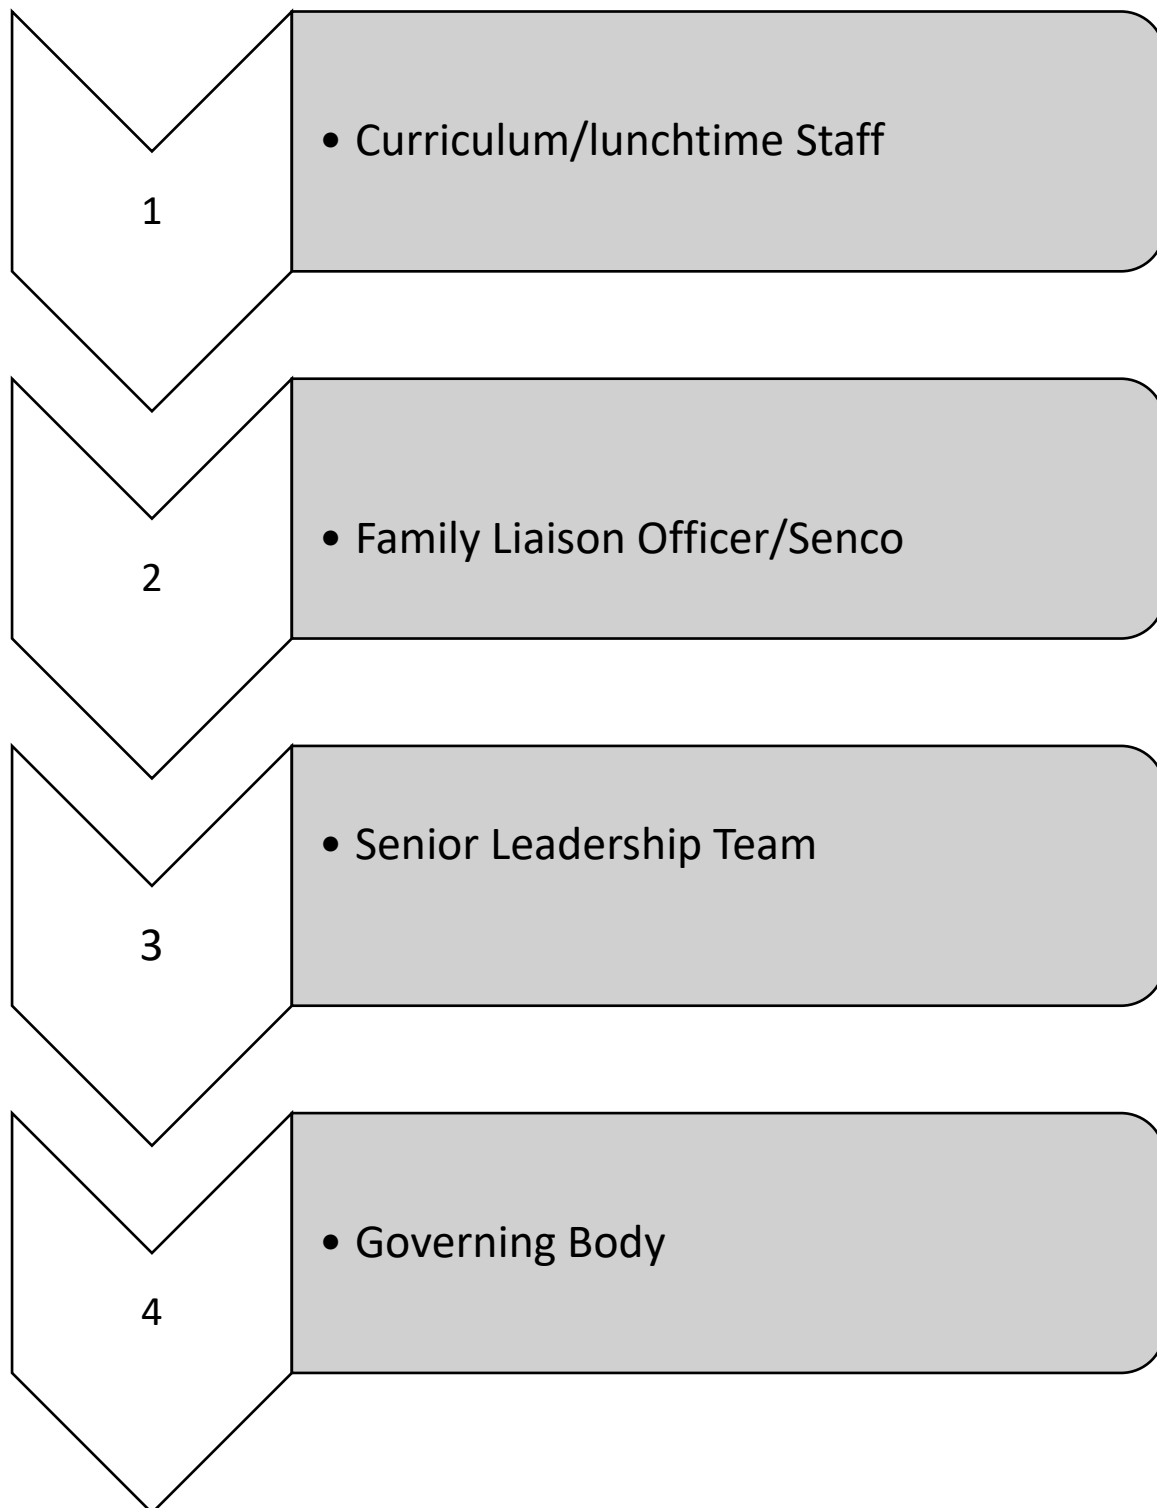 1
• Curriculum/lunchtime Staff
2
• Family Liaison Officer/Senco
3
• Senior Leadership Team
4
• Governing Body